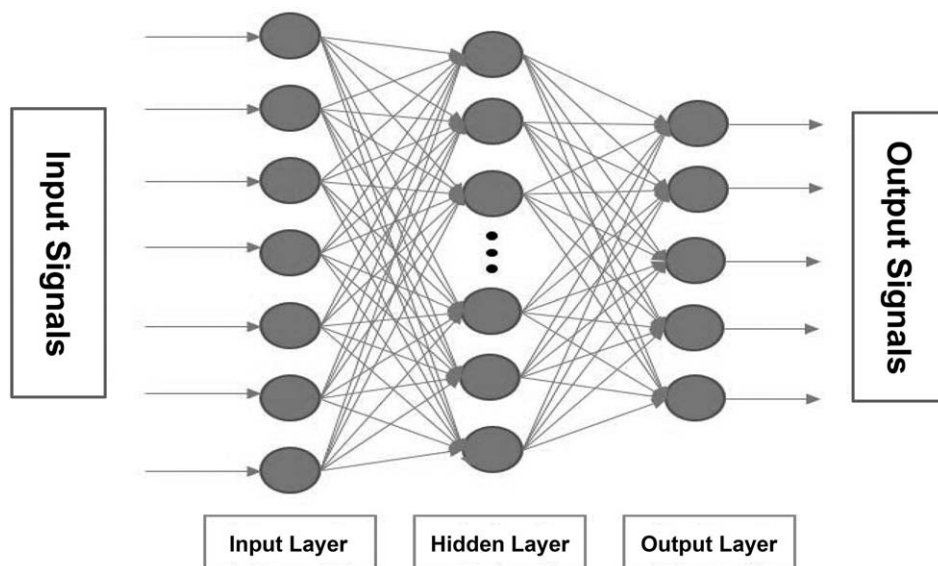 Input Signals
Output Signals
Input Layer
Hidden Layer
Output Layer